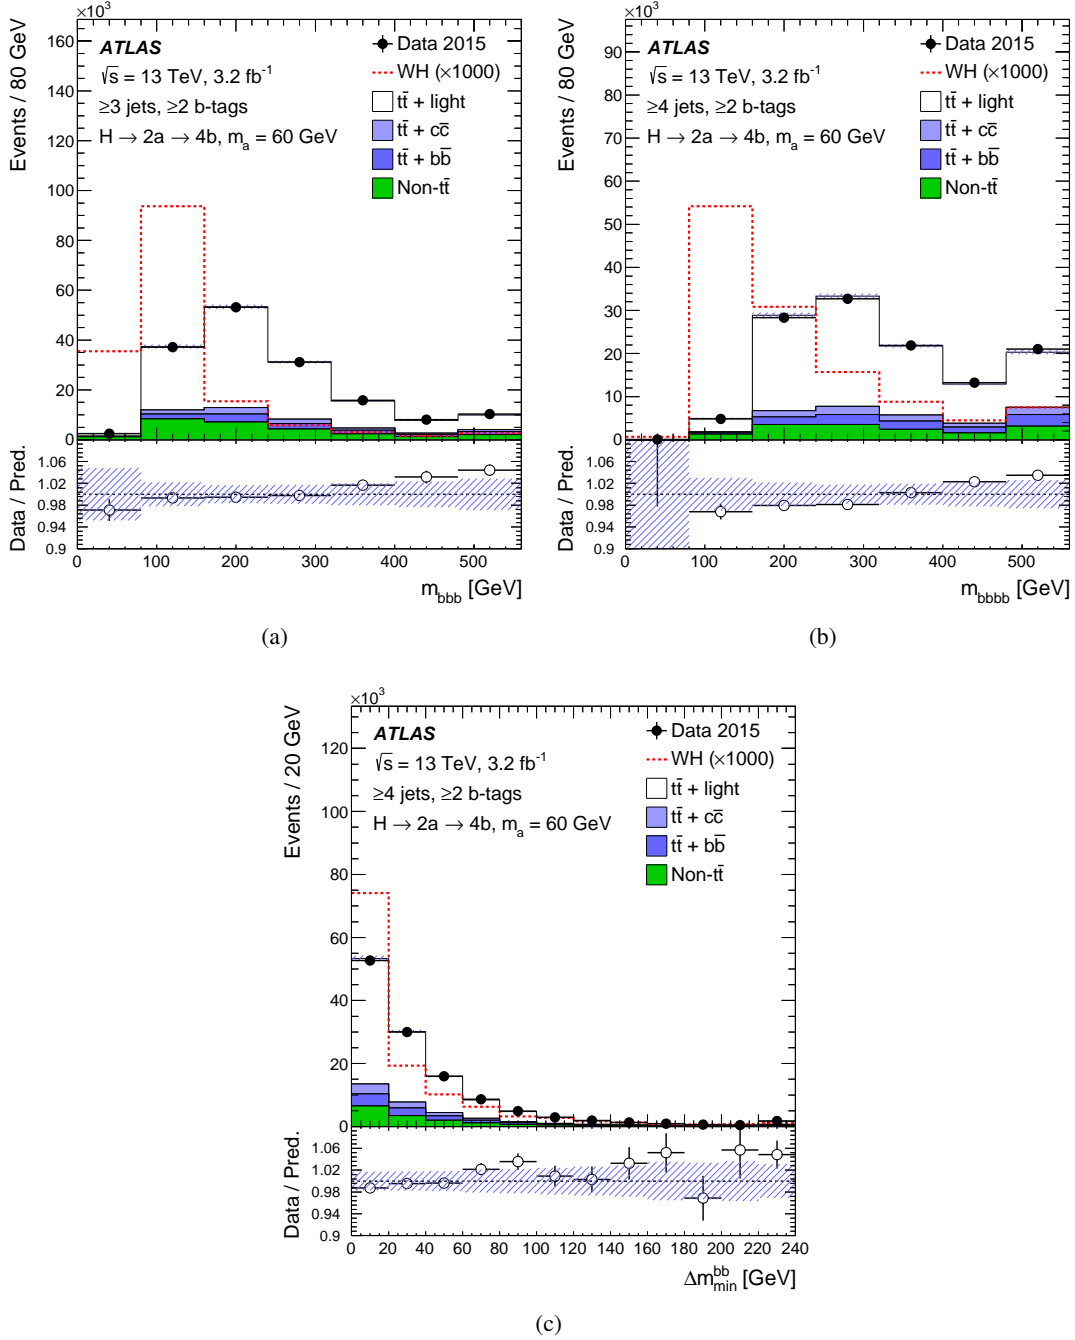 ×10³
Events / 80 GeV
160
140
120
100
80
60
40
20
0
ATLAS
√s = 13 TeV, 3.2 fb⁻¹
≥3 jets, ≥2 b-tags
H → 2a → 4b, mₐ = 60 GeV
Data 2015
WH (×1000)
tt̄ + light
tt̄ + cc̄
tt̄ + bb̄
Non-tt̄
Data / Pred.
1.06
1.02
0.98
0.94
0.9
0 100 200 300 400 500
m_bbb [GeV]
(a)
×10³
Events / 80 GeV
90
80
70
60
50
40
30
20
10
0
ATLAS
√s = 13 TeV, 3.2 fb⁻¹
≥4 jets, ≥2 b-tags
H → 2a → 4b, mₐ = 60 GeV
Data 2015
WH (×1000)
tt̄ + light
tt̄ + cc̄
tt̄ + bb̄
Non-tt̄
Data / Pred.
1.06
1.02
0.98
0.94
0.9
0 100 200 300 400 500
m_bbbb [GeV]
(b)
×10³
Events / 20 GeV
120
100
80
60
40
20
0
ATLAS
√s = 13 TeV, 3.2 fb⁻¹
≥4 jets, ≥2 b-tags
H → 2a → 4b, mₐ = 60 GeV
Data 2015
WH (×1000)
tt̄ + light
tt̄ + cc̄
tt̄ + bb̄
Non-tt̄
Data / Pred.
1.06
1.02
0.98
0.94
0.9
0 20 40 60 80 100 120 140 160 180 200 220 240
Δm_min^bb [GeV]
(c)